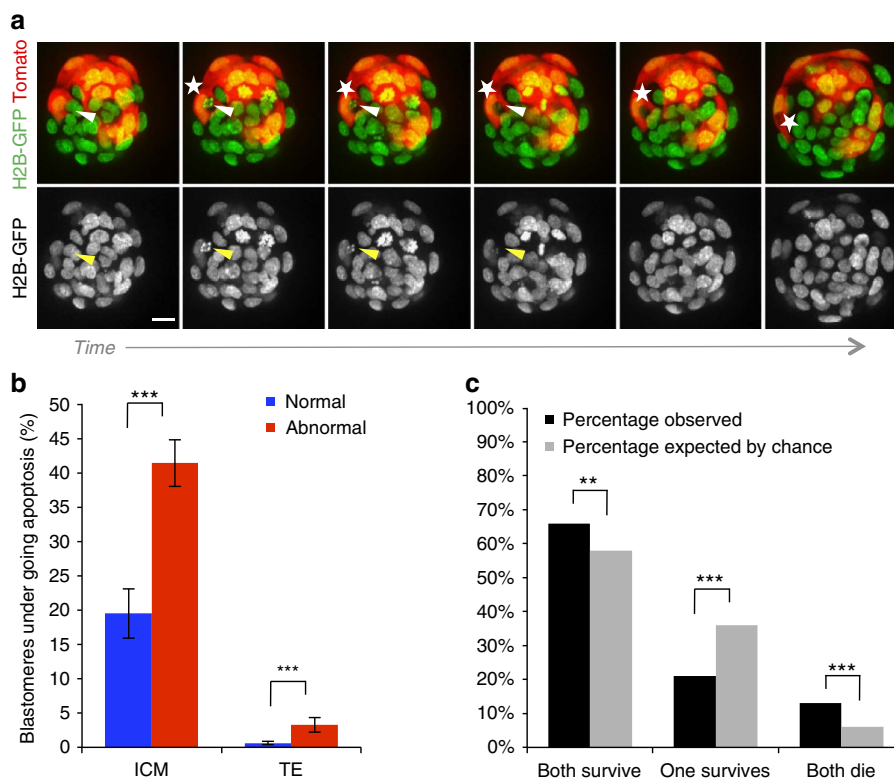 a
H2B-GFP Tomato
H2B-GFP
Time
b
Blastomeres under going apoptosis (%)
50
45
40
35
30
25
20
15
10
5
0
***
***
Normal
Abnormal
ICM
TE
c
100%
90%
80%
70%
60%
50%
40%
30%
20%
10%
0%
Percentage observed
Percentage expected by chance
**
***
***
Both survive
One survives
Both die